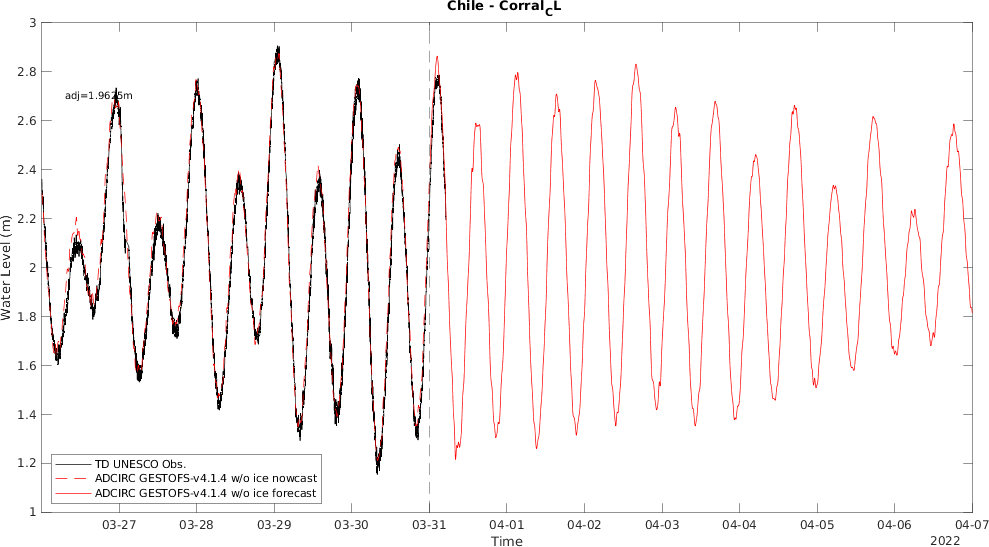 Chile - Corral_CL
3
2.8
2.6
2.4
2.2
2
1.8
1.6
1.4
1.2
1
Water Level (m)
adj=1.9625m
TD UNESCO Obs.
ADCIRC GESTOFS-v4.1.4 w/o ice nowcast
ADCIRC GESTOFS-v4.1.4 w/o ice forecast
03-27 03-28 03-29 03-30 03-31 04-01 04-02 04-03 04-04 04-05 04-06 04-07
Time
2022